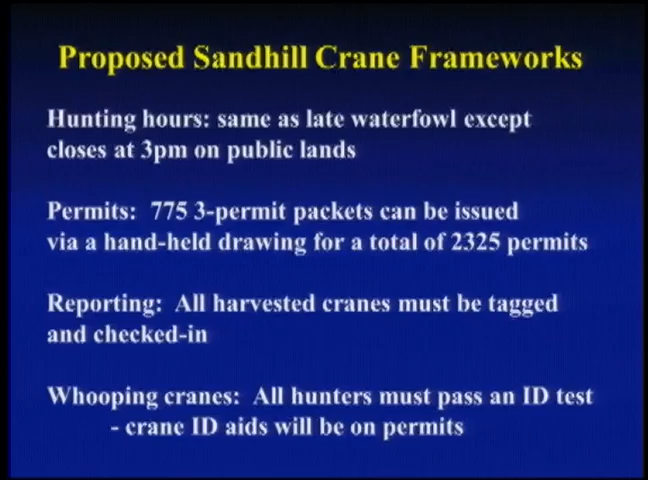 Proposed Sandhill Crane Frameworks
Hunting hours: same as late waterfowl except
closes at 3pm on public lands
Permits: 775 3-permit packets can be issued
via a hand-held drawing for a total of 2325 permits
Reporting: All harvested cranes must be tagged
and checked-in
Whooping cranes: All hunters must pass an ID test
- crane ID aids will be on permits